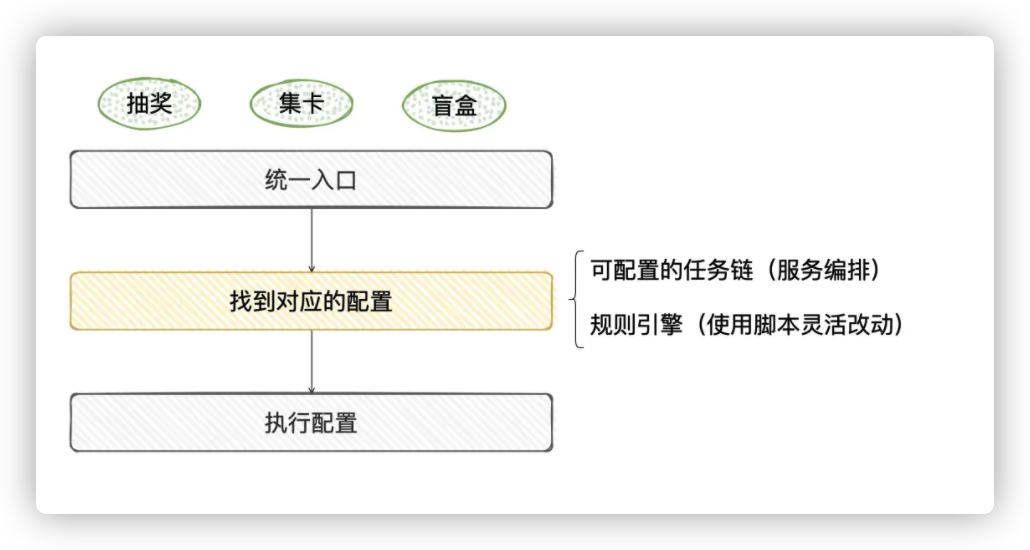 抽奖
集卡
盲盒
统一入口
找到对应的配置
可配置的任务链（服务编排）
规则引擎（使用脚本灵活改动）
执行配置